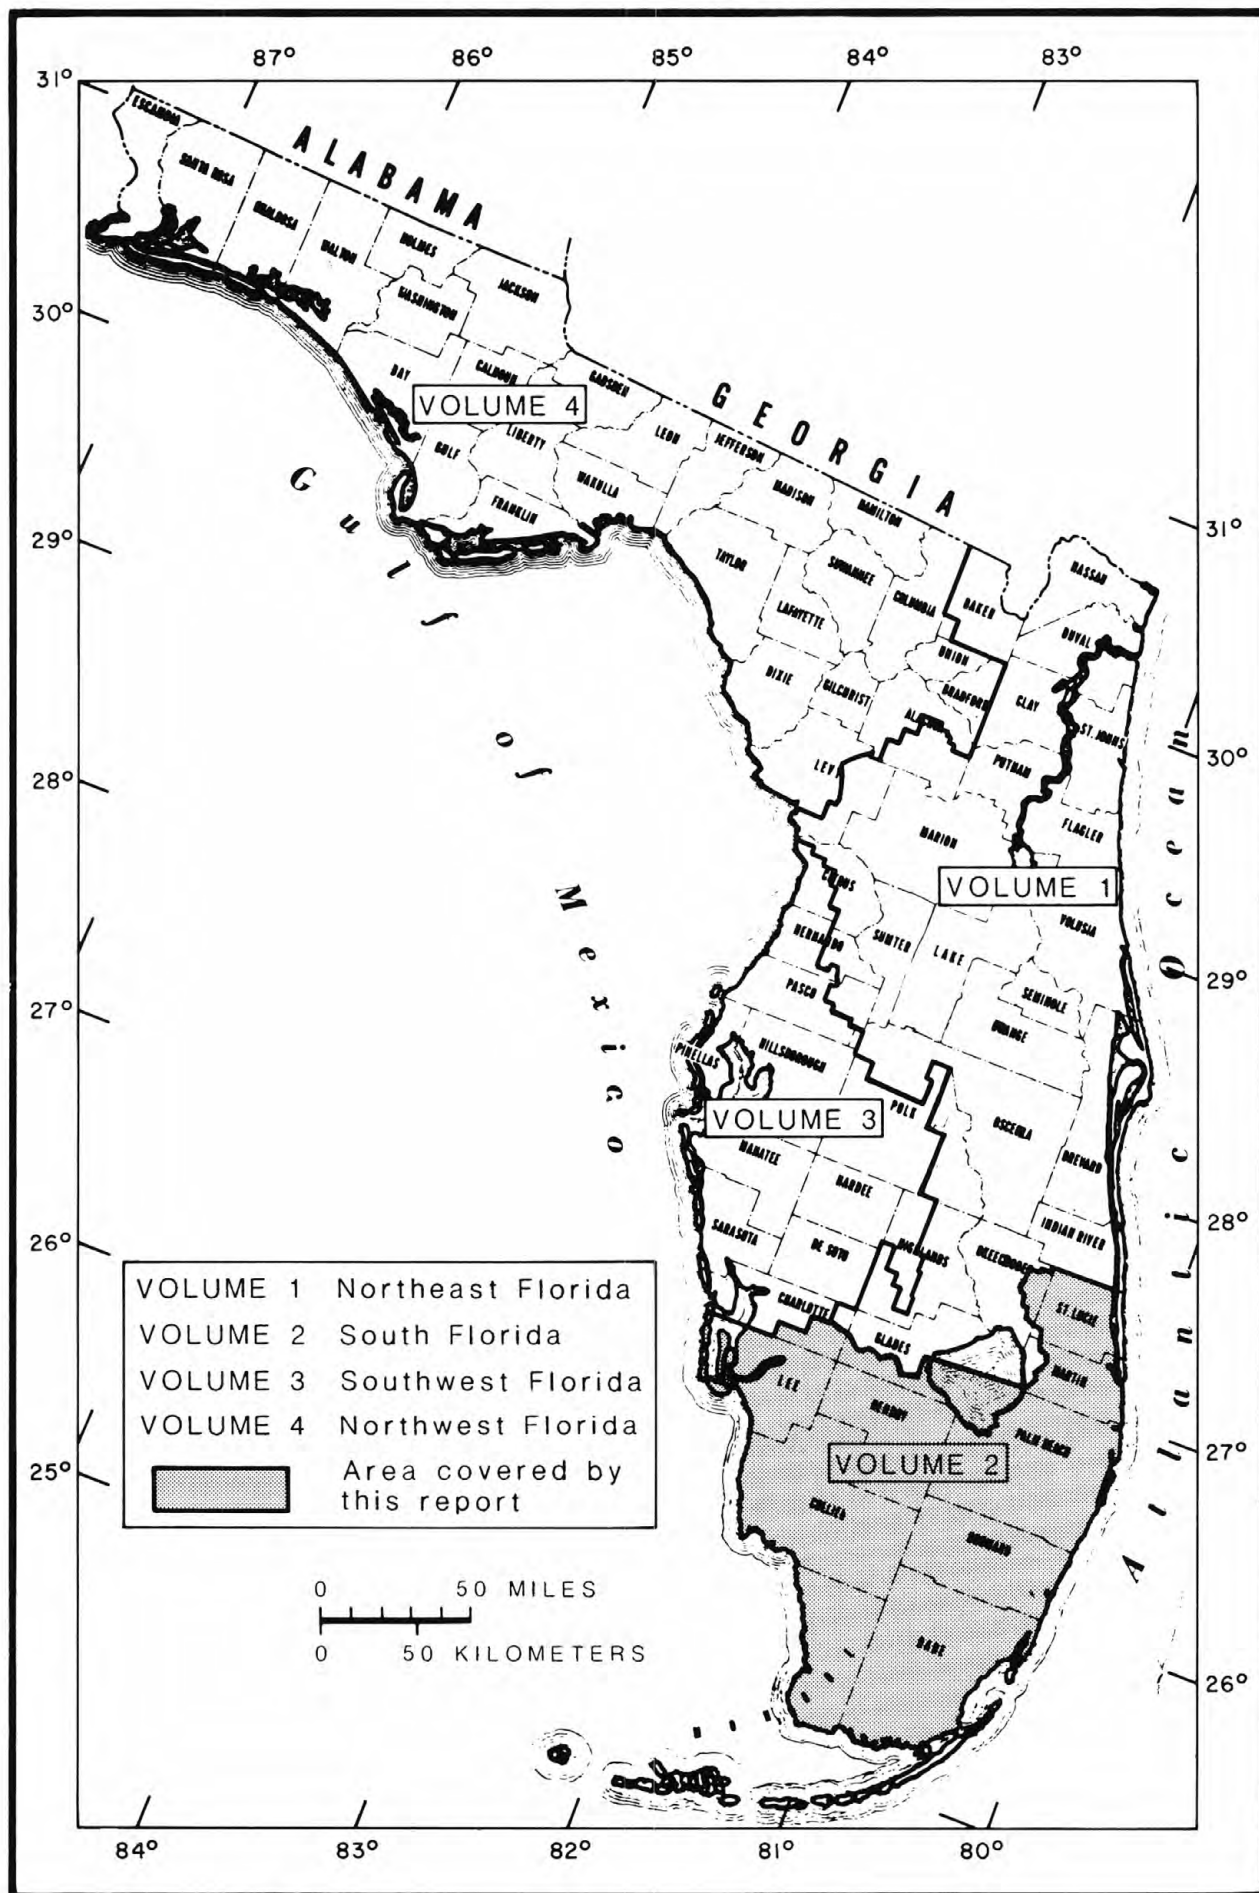 87° 86° 85° 84° 83°
31°
30°
29°
28°
27°
26°
25°
31°
30°
29°
28°
27°
26°
84° 83° 82° 81° 80°
ALABAMA
GEORGIA
Gulf of Mexico
Atlantic Ocean
ESCAMBIA
SANTA ROSA
OKALOOSA
WALTON
HOLMES
JACKSON
WASHINGTON
BAY
CALHOUN
GADSDEN
VOLUME 4
GULF
LIBERTY
LEON
JEFFERSON
MADISON
HAMILTON
FRANKLIN
WAKULLA
TAYLOR
SUWANNEE
COLUMBIA
BAKER
NASSAU
LAFAYETTE
UNION
DUVAL
DIXIE
GILCHRIST
BRADFORD
CLAY
ST. JOHNS
LEVY
PUTNAM
MARION
FLAGLER
VOLUME 1
CITRUS
HERNANDO
SUMTER
LAKE
VOLUSIA
PASCO
SEMINOLE
ORANGE
PINELLAS
HILLSBOROUGH
VOLUME 3
POLK
OSCEOLA
BREVARD
MANATEE
HARDEE
SARASOTA
DE SOTO
HIGHLANDS
INDIAN RIVER
CHARLOTTE
GLADES
ST. LUCIE
LEE
HENDRY
MARTIN
PALM BEACH
VOLUME 2
COLLIER
BROWARD
DADE
VOLUME 1 Northeast Florida
VOLUME 2 South Florida
VOLUME 3 Southwest Florida
VOLUME 4 Northwest Florida
Area covered by
this report
0 50 MILES
0 50 KILOMETERS